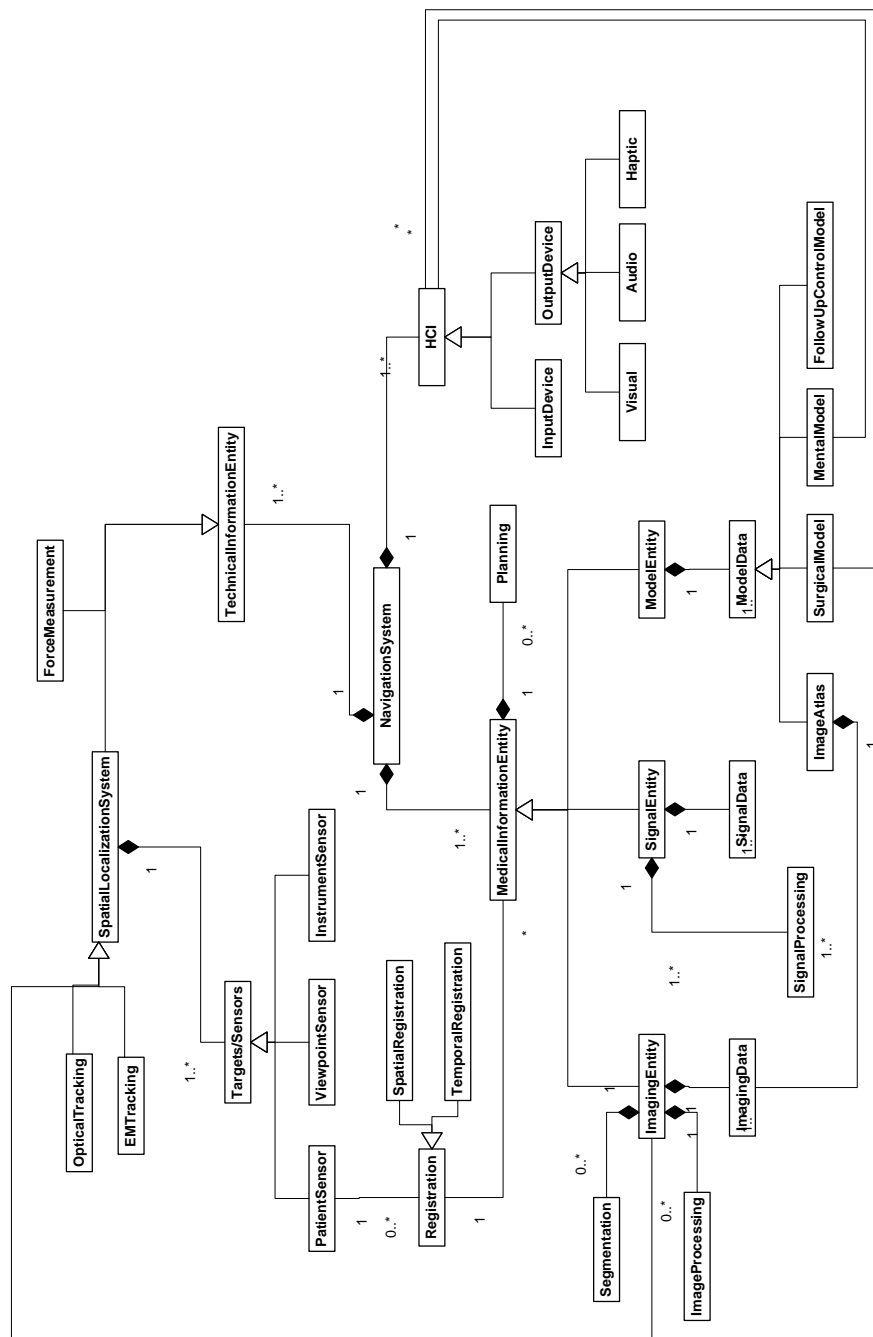 ForceMeasurement
OpticalTracking
SpatialLocalizationSystem
EMTracking
1
1..*
Targets/Sensors
TechnicalInformationEntity
1..*
PatientSensor
ViewpointSensor
InstrumentSensor
1
1
1
NavigationSystem
1..*
0..*
SpatialRegistration
*
*
1
Registration
HCI
TemporalRegistration
1..*
1
MedicalInformationEntity
Planning
*
1
0..*
InputDevice
OutputDevice
0..*
Segmentation
1
1
Visual
Audio
Haptic
ImagingEntity
SignalEntity
ModelEntity
0..*
1..*
1
1
1
1
ImageProcessing
ImagingData
1..
SignalData
1..
ModelData
1..
SignalProcessing
1..*
ImageAtlas
SurgicalModel
MentalModel
FollowUpControlModel
1
1